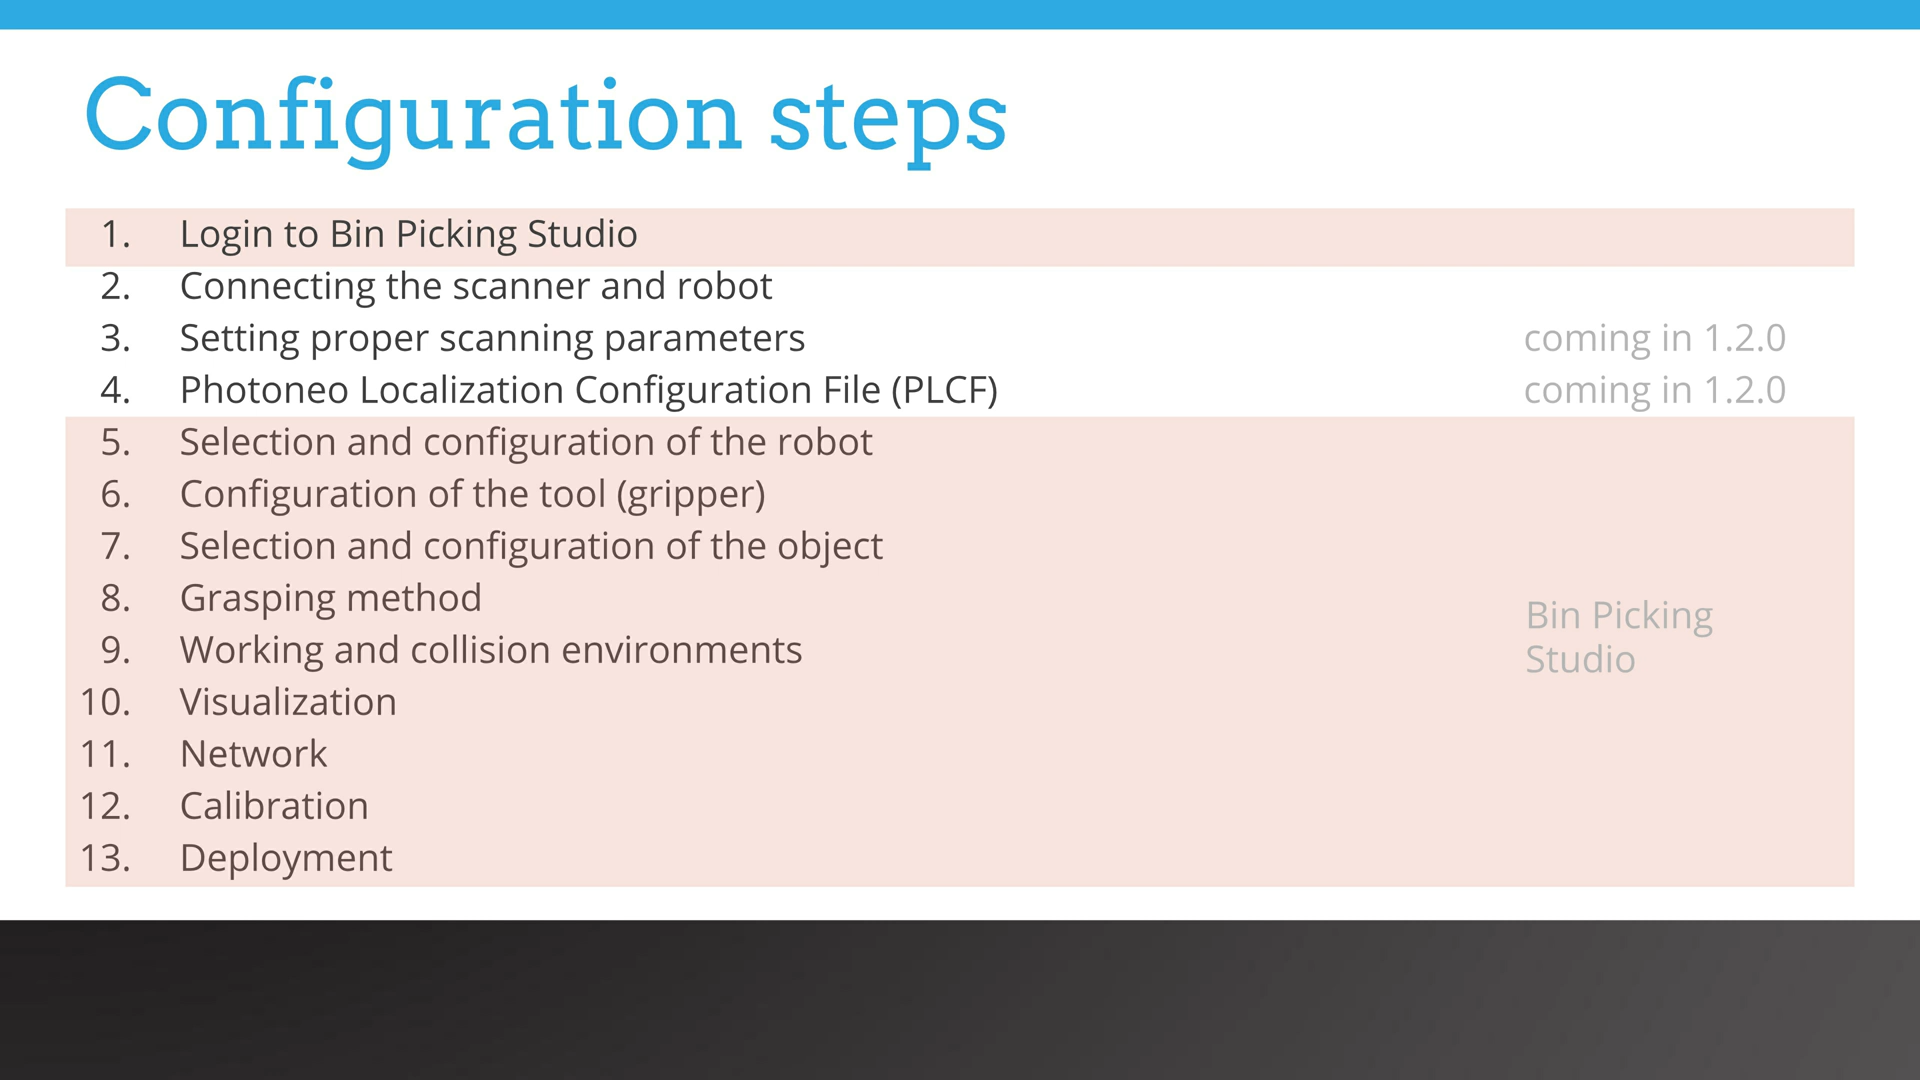 Configuration steps
1. Login to Bin Picking Studio
2. Connecting the scanner and robot
3. Setting proper scanning parameters coming in 1.2.0
4. Photoneo Localization Configuration File (PLCF) coming in 1.2.0
5. Selection and configuration of the robot
6. Configuration of the tool (gripper)
7. Selection and configuration of the object
8. Grasping method
9. Working and collision environments
10. Visualization
11. Network
12. Calibration
13. Deployment
Bin Picking
Studio